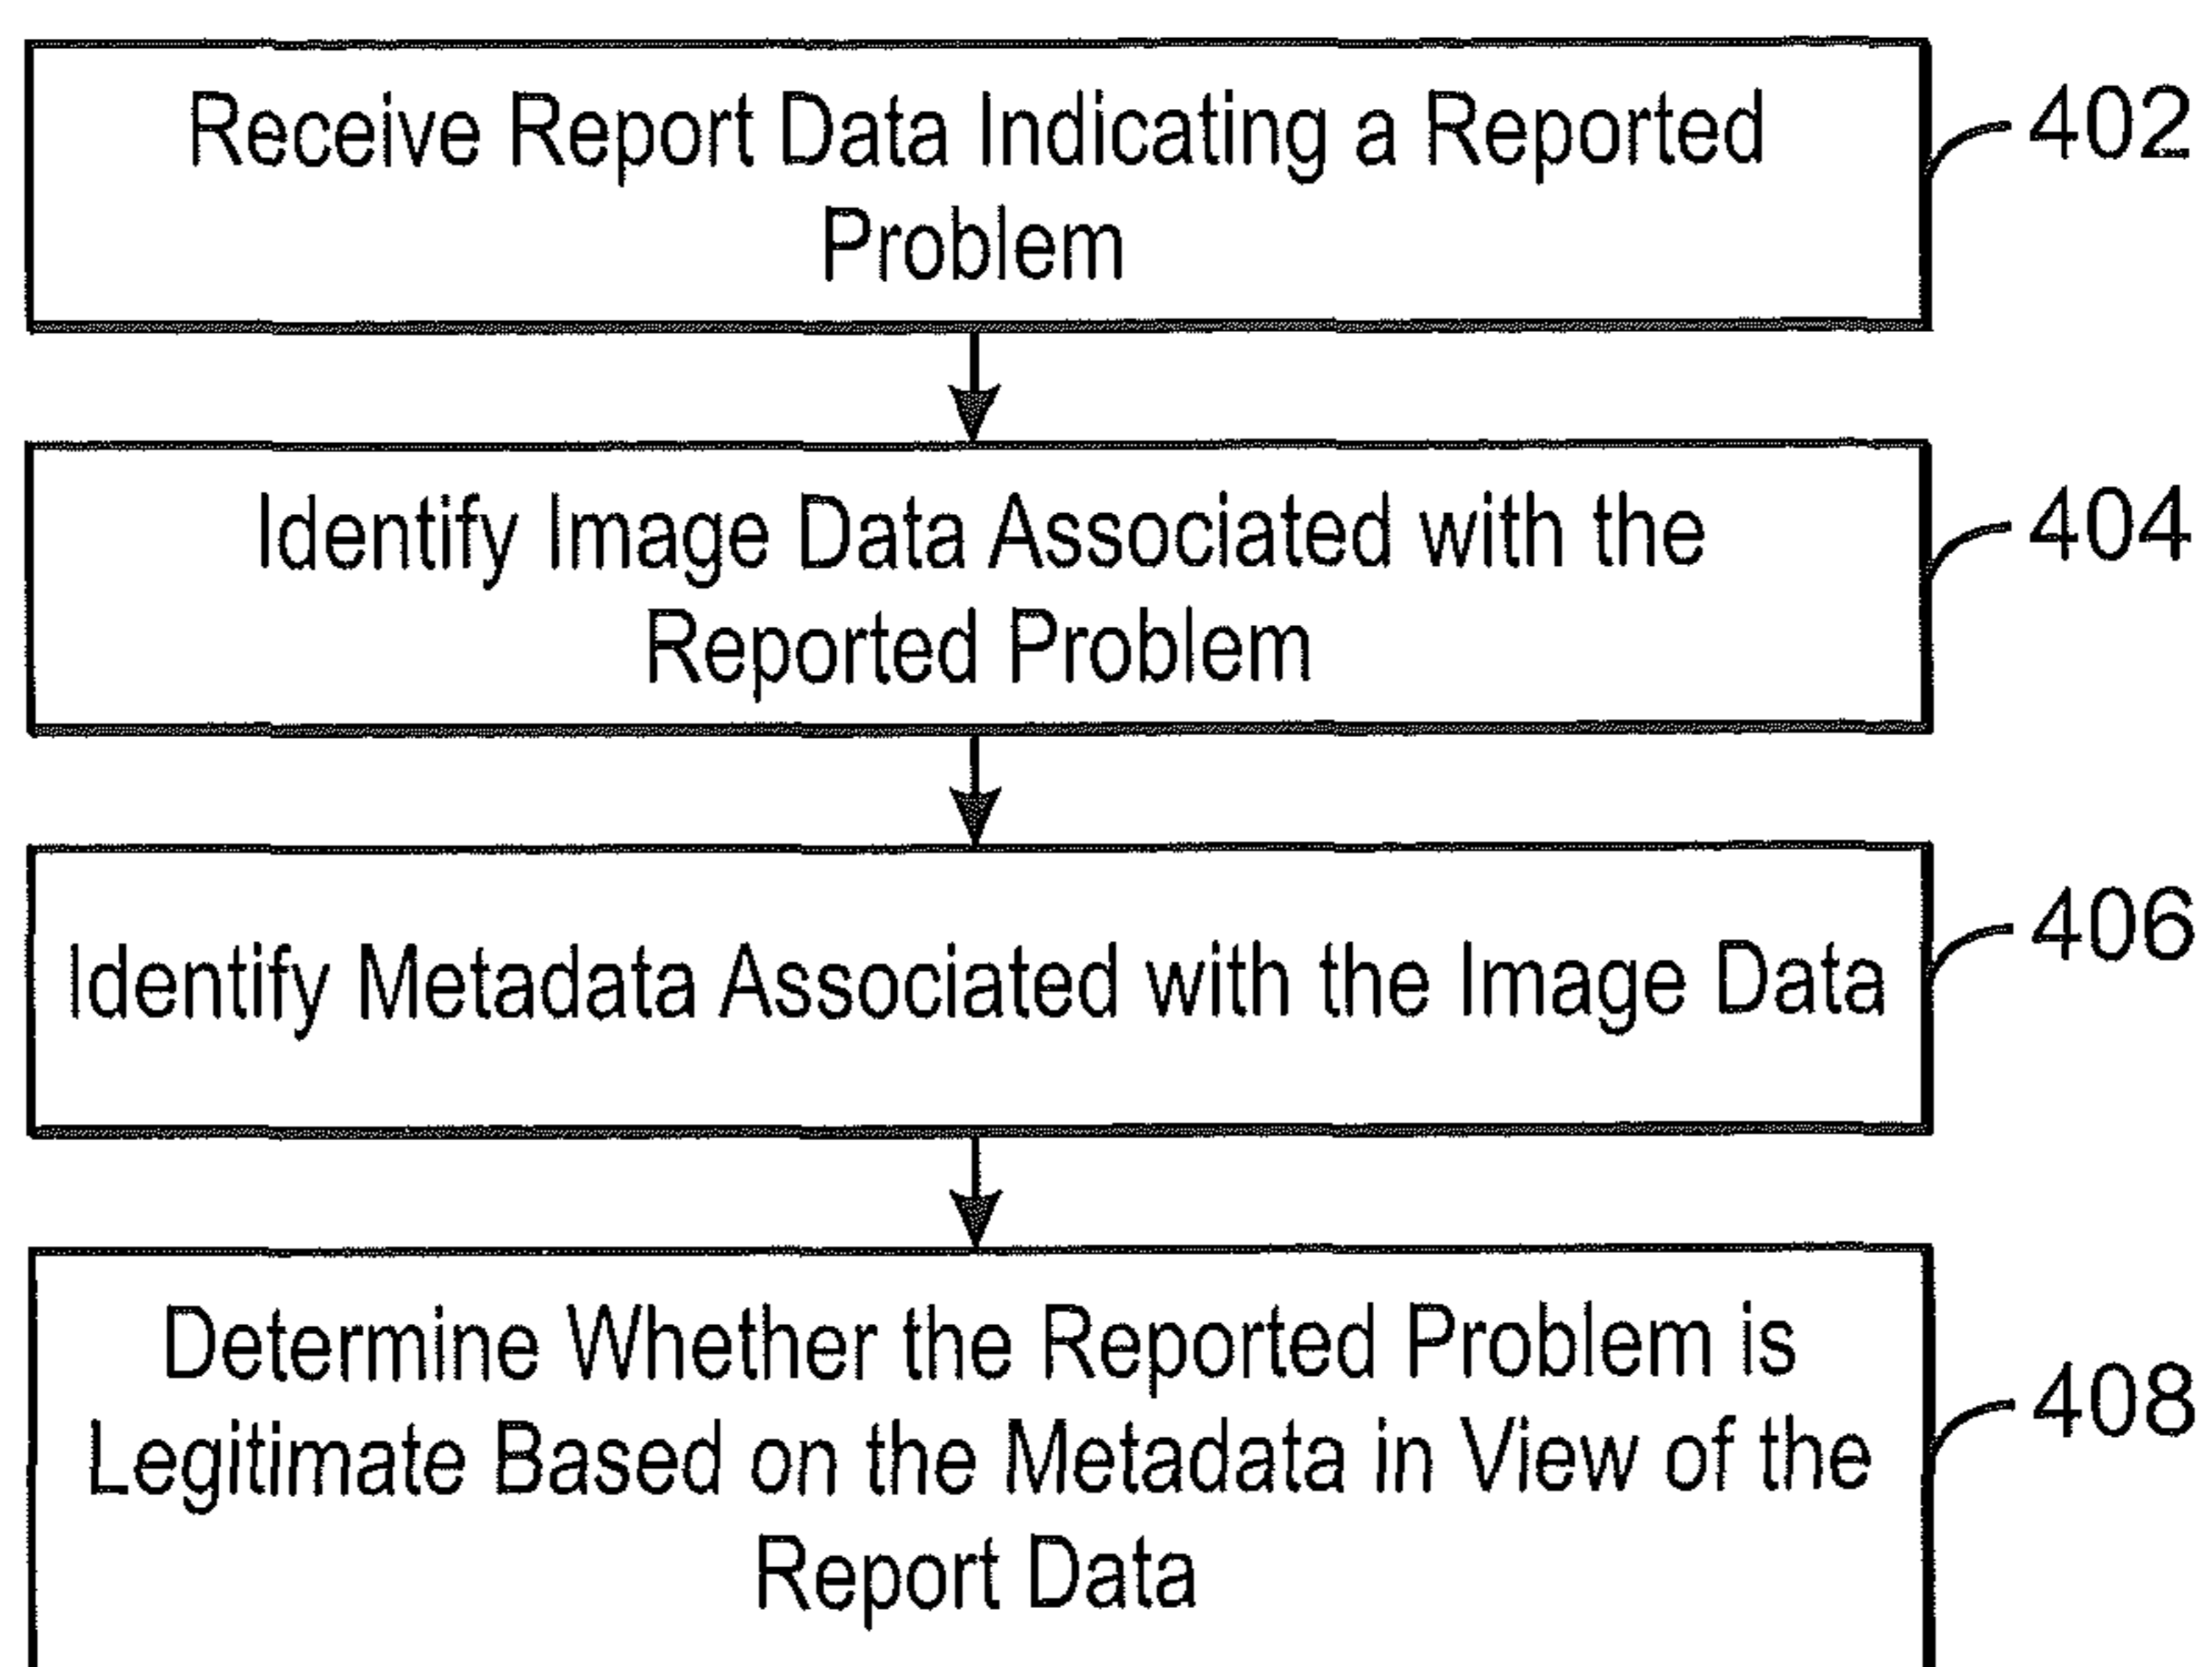 Receive Report Data Indicating a Reported
Problem
402
Identify Image Data Associated with the
Reported Problem
404
Identify Metadata Associated with the Image Data
406
Determine Whether the Reported Problem is
Legitimate Based on the Metadata in View of the
Report Data
408